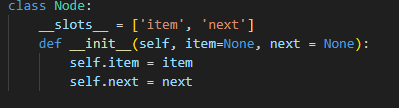 class Node:
    __slots__ = ['item', 'next']
    def __init__(self, item=None, next = None):
        self.item = item
        self.next = next